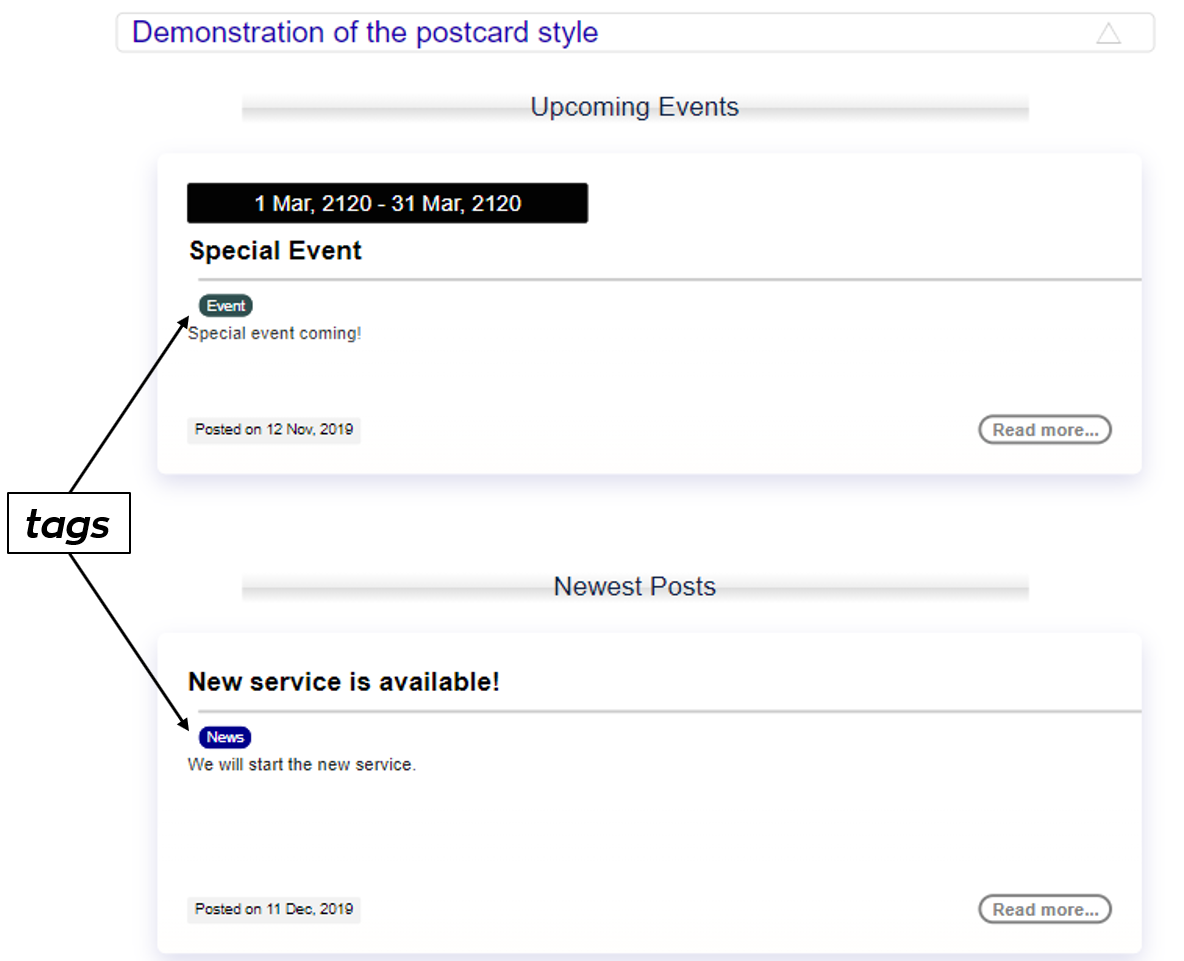 Demonstration of the postcard style
Upcoming Events
1 Mar, 2120 - 31 Mar, 2120
Special Event
Event
Special event coming!
Posted on 12 Nov, 2019
Read more...
tags
Newest Posts
New service is available!
News
We will start the new service.
Posted on 11 Dec, 2019
Read more...